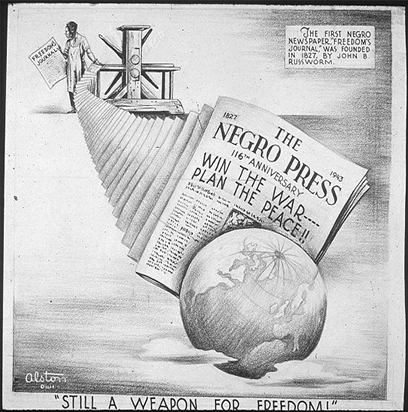 THE FIRST NEGRO
NEWSPAPER, "FREEDOM'S
JOURNAL," WAS FOUNDED
IN 1827, BY JOHN B
RUSSWORM.
FREEDOM'S
JOURNAL
1827
THE
NEGRO PRESS
1943
116TH ANNIVERSARY
WIN THE WAR----
PLAN THE PEACE!!
Alston
"STILL A WEAPON FOR FREEDOM!"